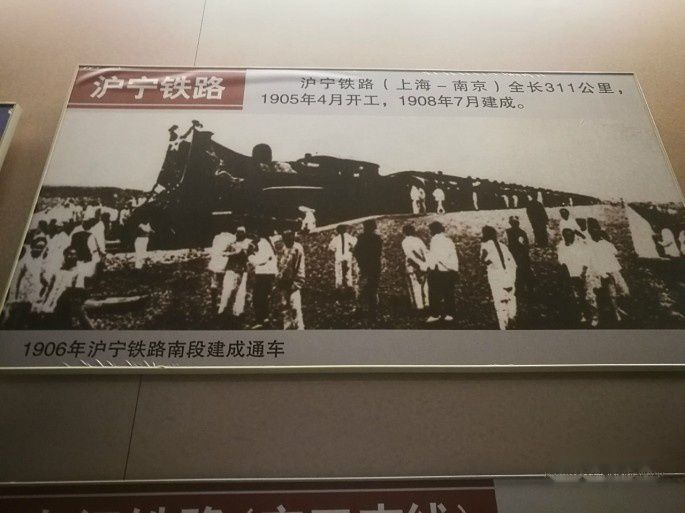 沪宁铁路
沪宁铁路（上海－南京）全长311公里，
1905年4月开工，1908年7月建成。
1906年沪宁铁路南段建成通车